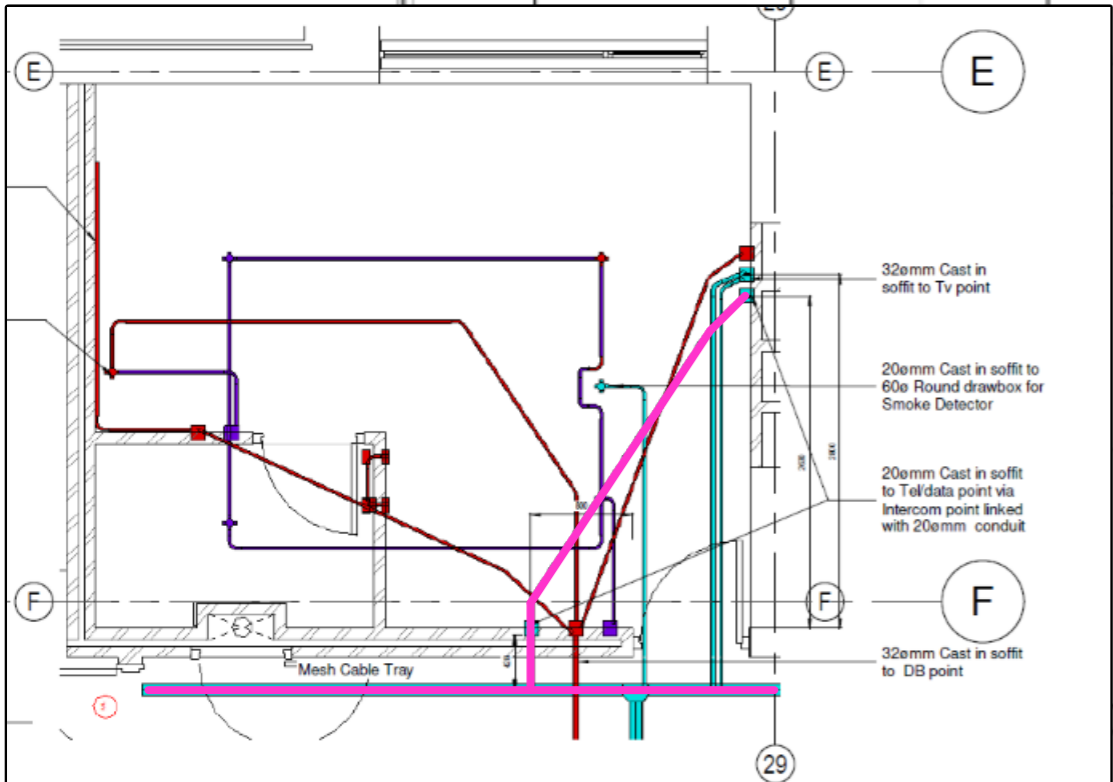 E
E
E
32ømm Cast in
soffit to Tv point
20ømm Cast in soffit to
60ø Round drawbox for
Smoke Detector
20ømm Cast in soffit
to Tel/data point via
Intercom point linked
with 20ømm conduit
F
F
F
32ømm Cast in soffit
to DB point
Mesh Cable Tray
29